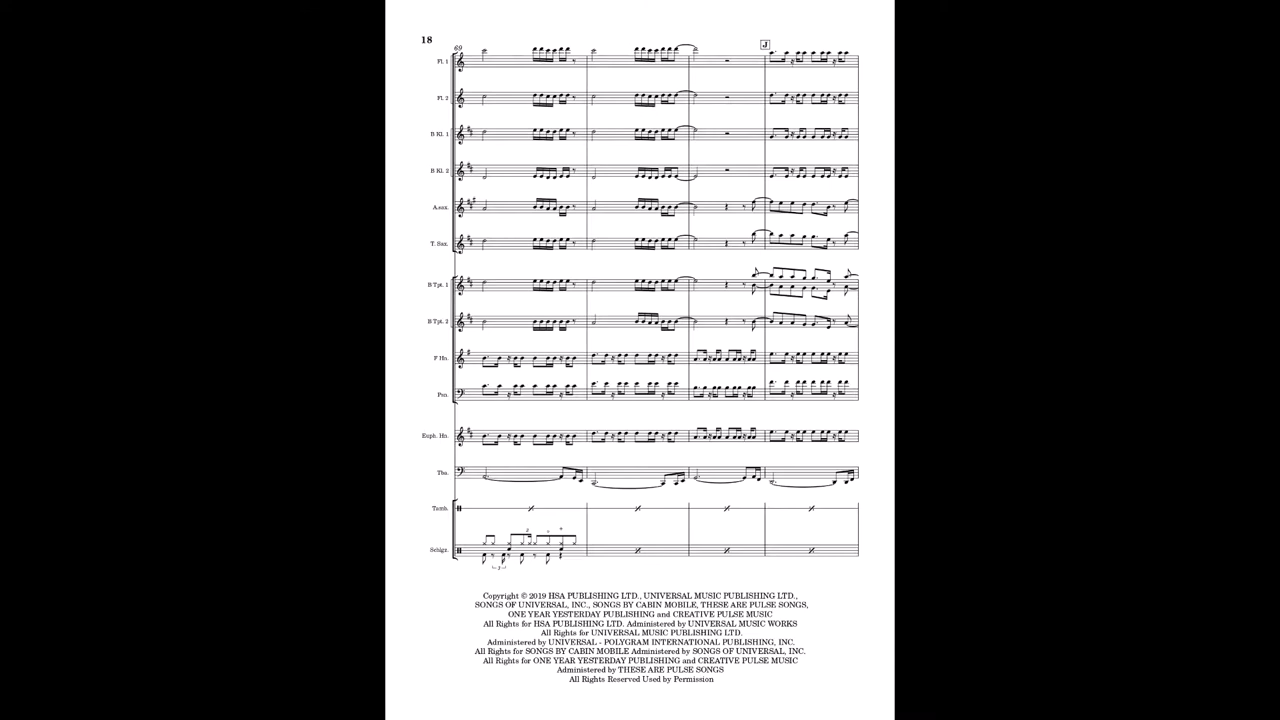 18
69
J
Fl. 1
Fl. 2
B Kl. 1
B Kl. 2
A.sax.
T. Sax.
B Tpt. 1
B Tpt. 2
F Hn.
Psn.
Euph. Hn.
Tba.
Tamb.
Schlgz.
3
3
Copyright © 2019 HSA PUBLISHING LTD., UNIVERSAL MUSIC PUBLISHING LTD.,
SONGS OF UNIVERSAL, INC., SONGS BY CABIN MOBILE, THESE ARE PULSE SONGS,
ONE YEAR YESTERDAY PUBLISHING and CREATIVE PULSE MUSIC
All Rights for HSA PUBLISHING LTD. Administered by UNIVERSAL MUSIC WORKS
All Rights for UNIVERSAL MUSIC PUBLISHING LTD.
Administered by UNIVERSAL - POLYGRAM INTERNATIONAL PUBLISHING, INC.
All Rights for SONGS BY CABIN MOBILE Administered by SONGS OF UNIVERSAL, INC.
All Rights for ONE YEAR YESTERDAY PUBLISHING and CREATIVE PULSE MUSIC
Administered by THESE ARE PULSE SONGS
All Rights Reserved Used by Permission